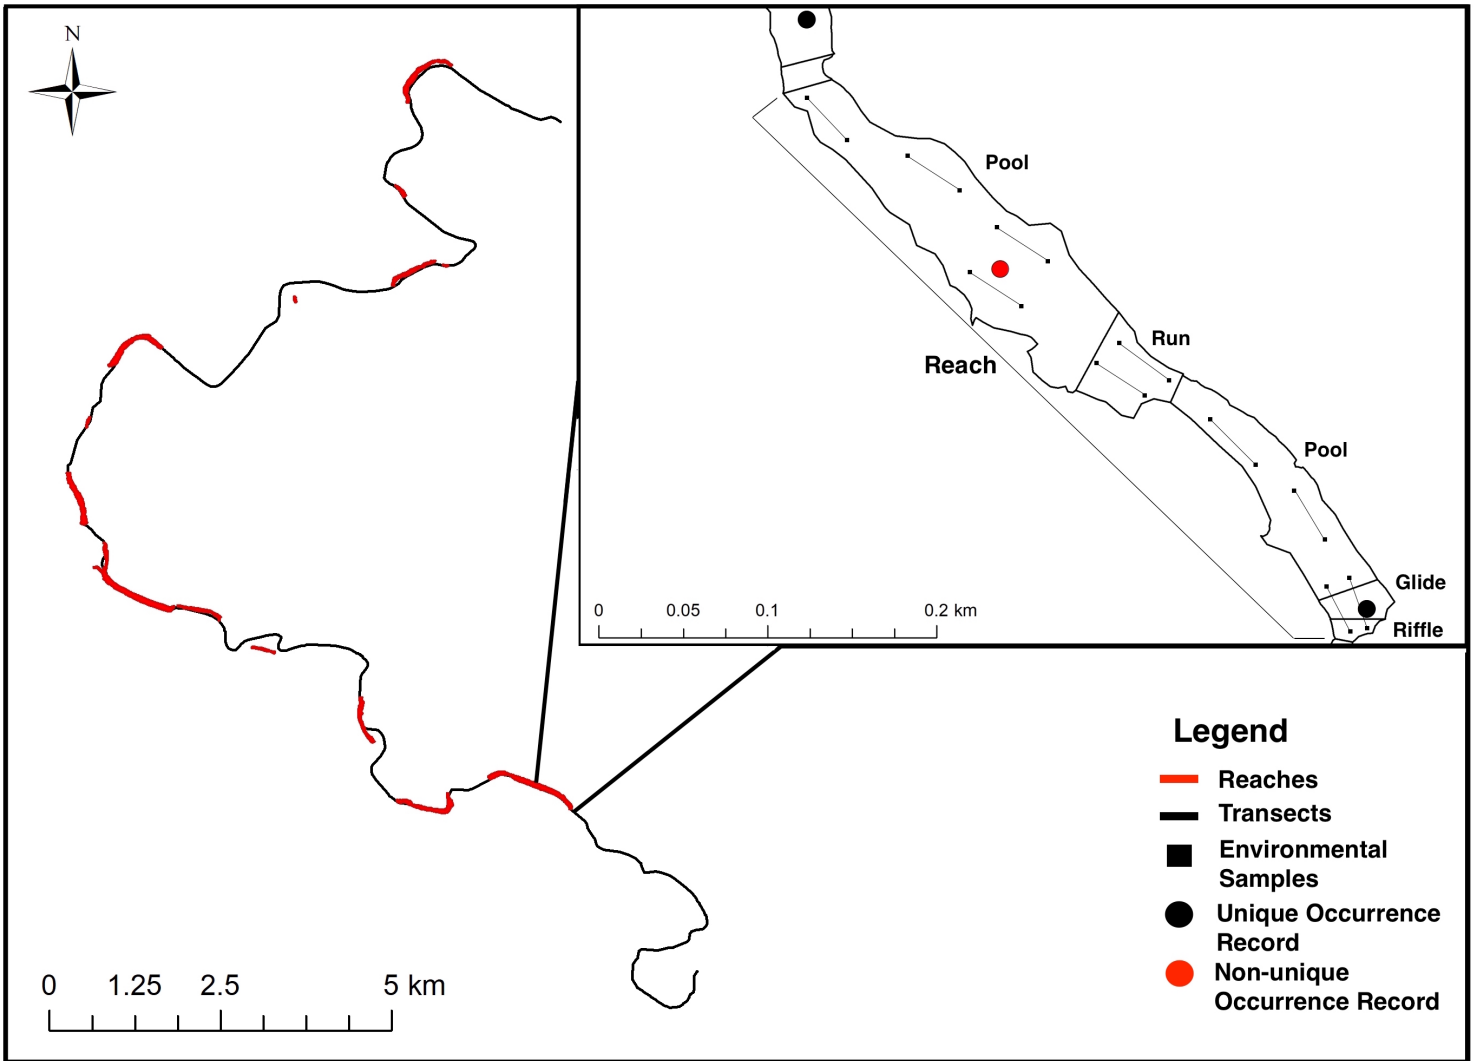 N
Pool
Run
Reach
Pool
Glide
Riffle
0 0.05 0.1 0.2 km
Legend
Reaches
Transects
Environmental
Samples
Unique Occurrence
Record
Non-unique
Occurrence Record
0 1.25 2.5 5 km